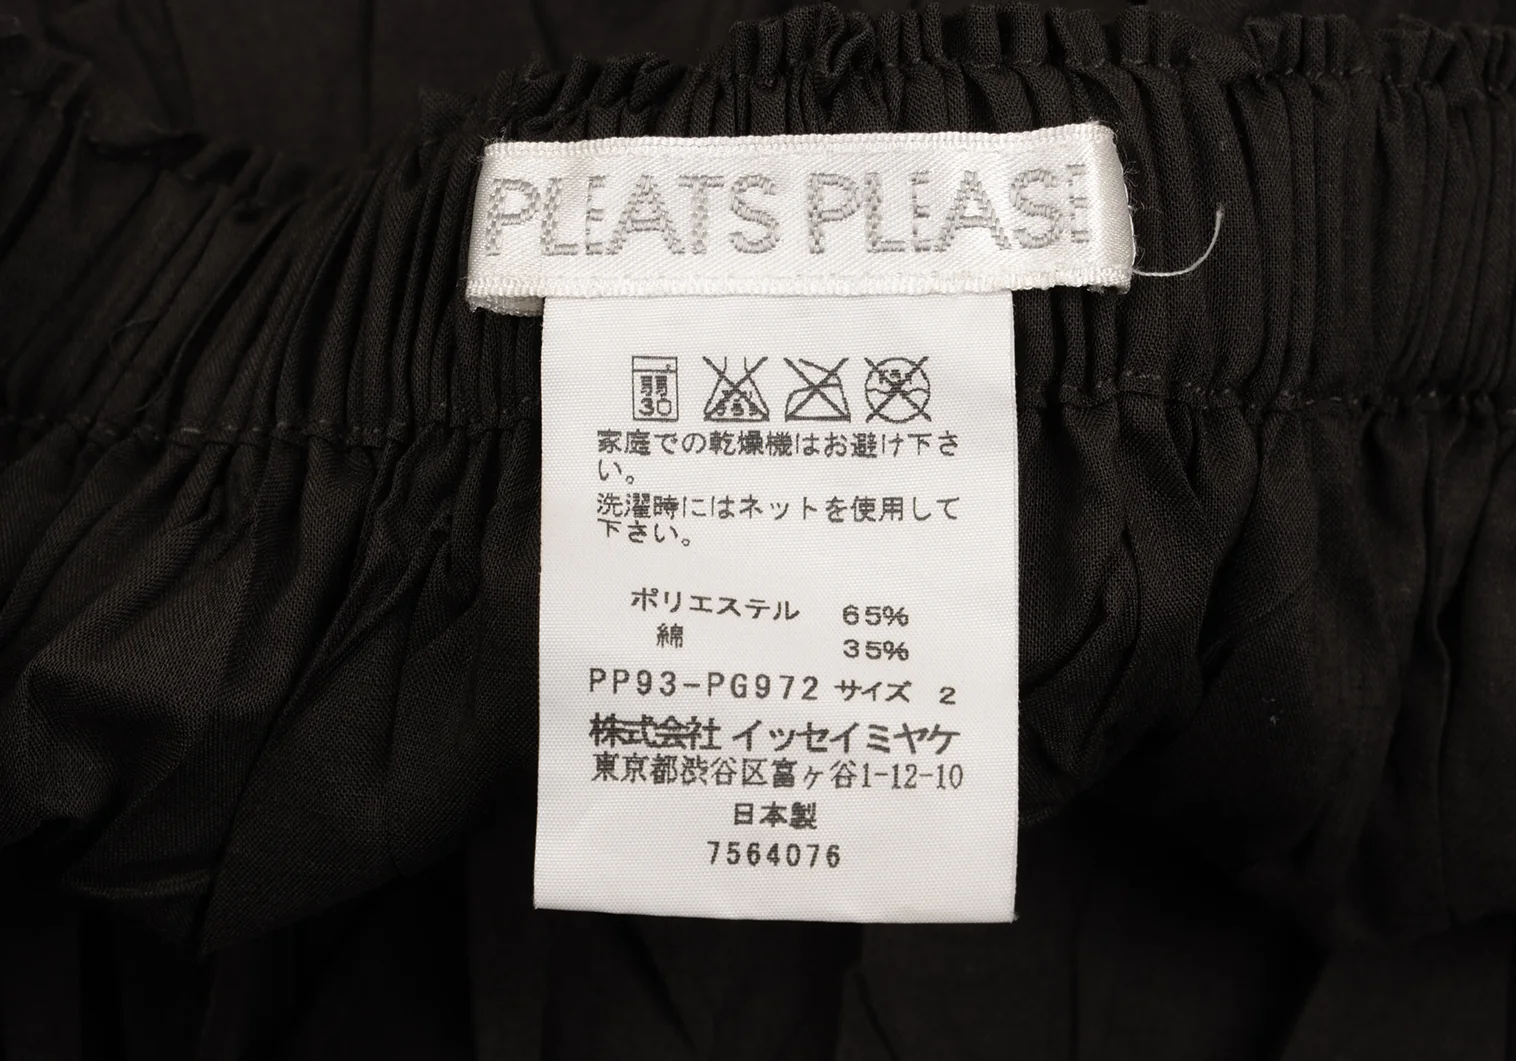 PLEATS PLEASE
弱
30
家庭での乾燥機はお避け下さ
い。
洗濯時にはネットを使用して
下さい。
ポリエステル 65%
綿 35%
PP93-PG972 サイズ 2
株式会社 イッセイミヤケ
東京都渋谷区富ヶ谷1-12-10
日本製
7564076